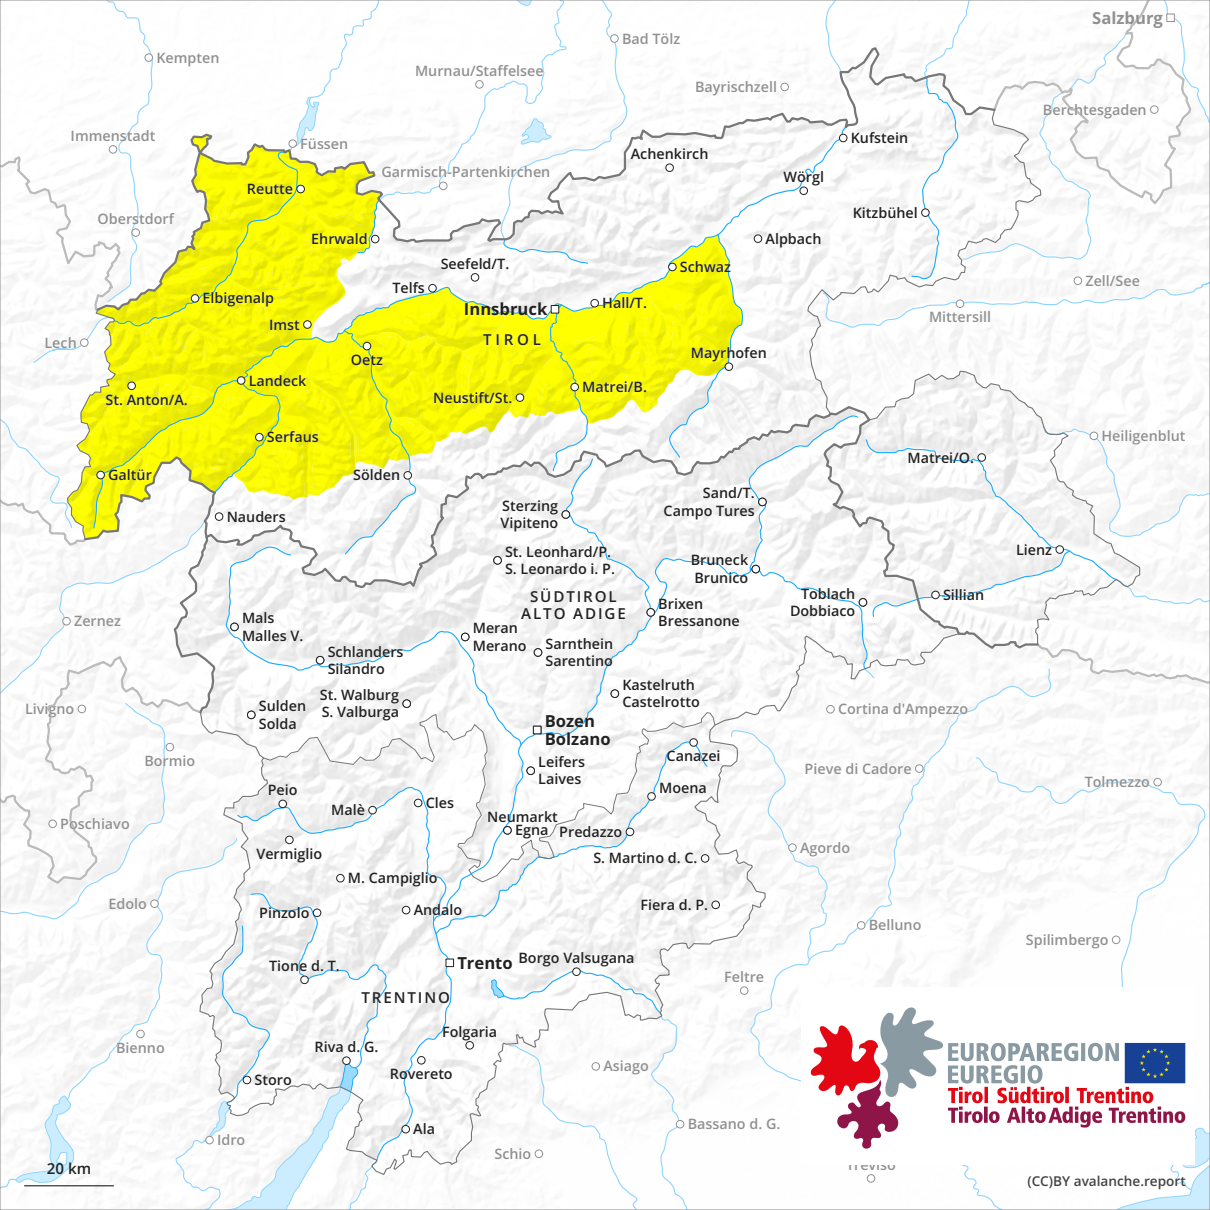 Salzburg
Bad Tölz
Kempten
Murnau/Staffelsee
Bayrischzell
Berchtesgaden
Immenstadt
Füssen
Kufstein
Achenkirch
Garmisch-Partenkirchen
Wörgl
Reutte
Oberstdorf
Kitzbühel
Ehrwald
Alpbach
Seefeld/T.
Schwaz
Telfs
Zell/See
Elbigenalp
Innsbruck
Hall/T.
Mittersill
Imst
TIROL
Lech
Oetz
Mayrhofen
Landeck
Matrei/B.
St. Anton/A.
Neustift/St.
Serfaus
Heiligenblut
Matrei/O.
Galtür
Sölden
Sand/T.
Campo Tures
Sterzing
Vipiteno
Nauders
St. Leonhard/P.
S. Leonardo i. P.
Lienz
Bruneck
Brunico
SÜDTIROL
ALTO ADIGE
Toblach
Dobbiaco
Sillian
Brixen
Bressanone
Zernez
Mals
Malles V.
Meran
Merano
Sarnthein
Sarentino
Schlanders
Silandro
Kastelruth
Castelrotto
St. Walburg
S. Valburga
Livigno
Sulden
Solda
Cortina d'Ampezzo
Bozen
Bolzano
Bormio
Canazei
Leifers
Laives
Pieve di Cadore
Tolmezzo
Peio
Moena
Malè
Cles
Neumarkt
Egna
Predazzo
Poschiavo
Vermiglio
Agordo
S. Martino d. C.
M. Campiglio
Edolo
Pinzolo
Andalo
Fiera d. P.
Belluno
Spilimbergo
Trento
Borgo Valsugana
Tione d. T.
Feltre
TRENTINO
Folgaria
Bienno
Riva d. G.
Rovereto
Asiago
Storo
EUROPAREGION
EUREGIO
Tirol Südtirol Trentino
Tirolo Alto Adige Trentino
Ala
Bassano d. G.
Idro
Schio
Treviso
20 km
(CC)BY avalanche.report